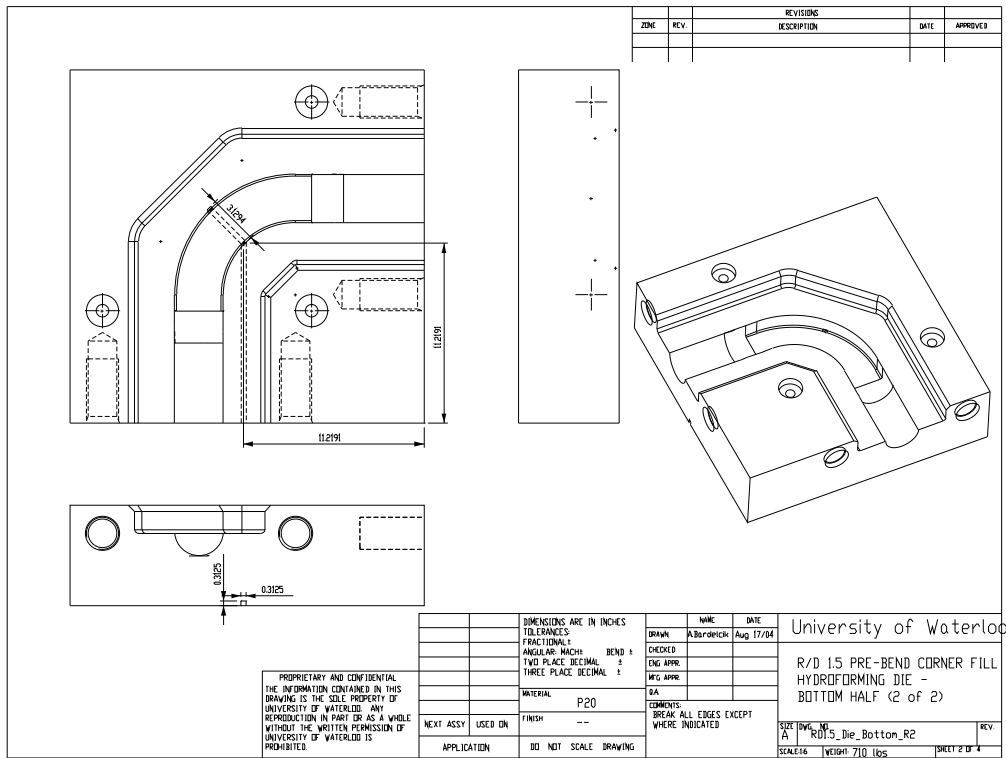 REVISIONS
ZONE REV. DESCRIPTION DATE APPROVED
3.1294
11.2191
11.2191
0.3125
0.3125
PROPRIETARY AND CONFIDENTIAL
THE INFORMATION CONTAINED IN THIS
DRAWING IS THE SOLE PROPERTY OF
UNIVERSITY OF WATERLOO. ANY
REPRODUCTION IN PART OR AS A WHOLE
WITHOUT THE WRITTEN PERMISSION OF
UNIVERSITY OF WATERLOO IS
PROHIBITED.
NEXT ASSY USED ON
APPLICATION
DIMENSIONS ARE IN INCHES
TOLERANCES:
FRACTIONAL±
ANGULAR: MACH± BEND ±
TWO PLACE DECIMAL ±
THREE PLACE DECIMAL ±
MATERIAL
P20
FINISH
--
DO NOT SCALE DRAWING
NAME DATE
DRAWN A.Bardelcik Aug 17/04
CHECKED
ENG APPR.
MFG APPR.
QA
COMMENTS:
BREAK ALL EDGES EXCEPT
WHERE INDICATED
University of Waterloo
R/D 1.5 PRE-BEND CORNER FILL
HYDROFORMING DIE -
BOTTOM HALF (2 of 2)
SIZE DWG. NO. REV.
A RD1.5_Die_Bottom_R2
SCALE:1:6 WEIGHT: 710 lbs SHEET 2 OF 4